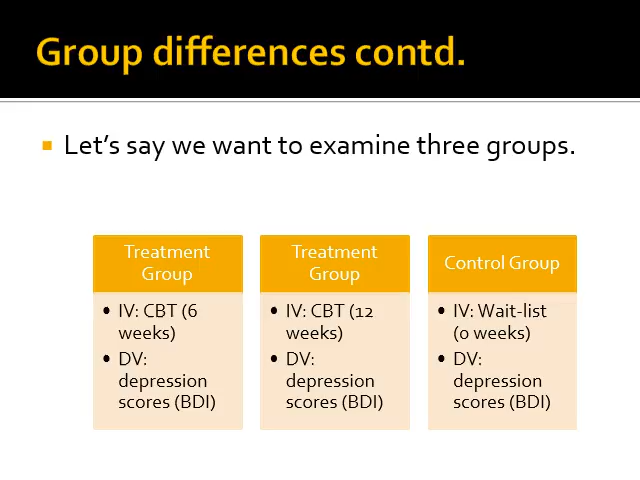 Group differences contd.
Let’s say we want to examine three groups.
Treatment
Group
• IV: CBT (6
weeks)
• DV:
depression
scores (BDI)
Treatment
Group
• IV: CBT (12
weeks)
• DV:
depression
scores (BDI)
Control Group
• IV: Wait-list
(0 weeks)
• DV:
depression
scores (BDI)